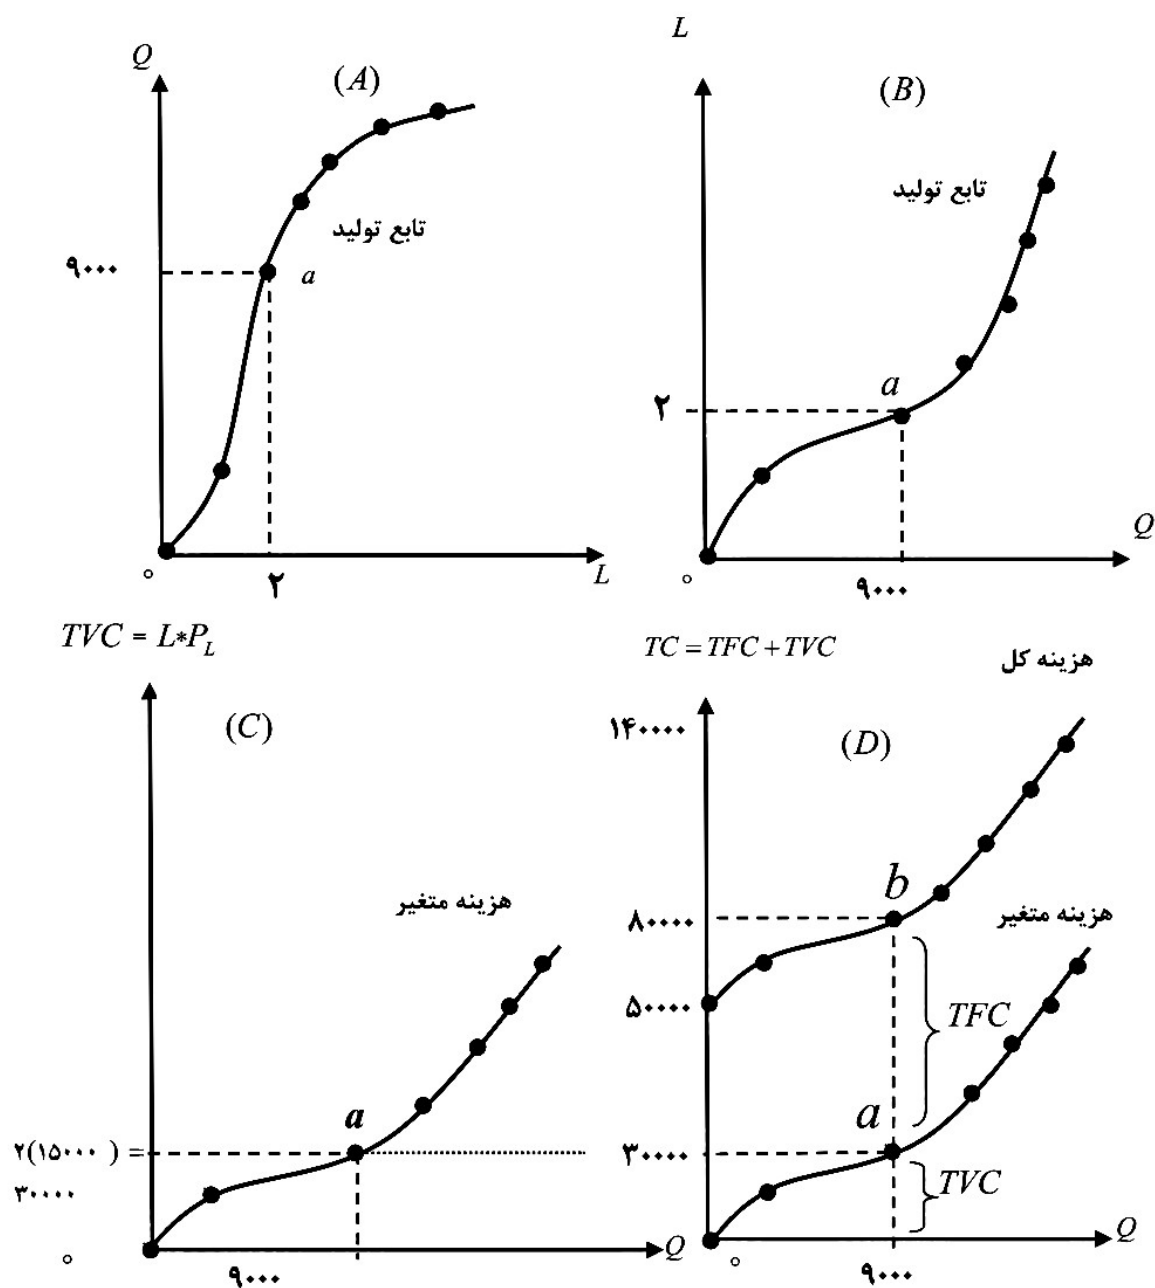 Q
(A)
تابع تولید
۹۰۰۰
a
۰
۲
L
L
(B)
تابع تولید
a
۲
Q
۰
۹۰۰۰
TVC = L*P_L
(C)
هزینه متغیر
a
۲(۱۵۰۰۰ ) =
۳۰۰۰۰
۰
۹۰۰۰
Q
TC = TFC + TVC
هزینه کل
۱۴۰۰۰۰
(D)
b
۸۰۰۰۰
هزینه متغیر
۵۰۰۰۰
TFC
a
۳۰۰۰۰
TVC
Q
۰
۹۰۰۰